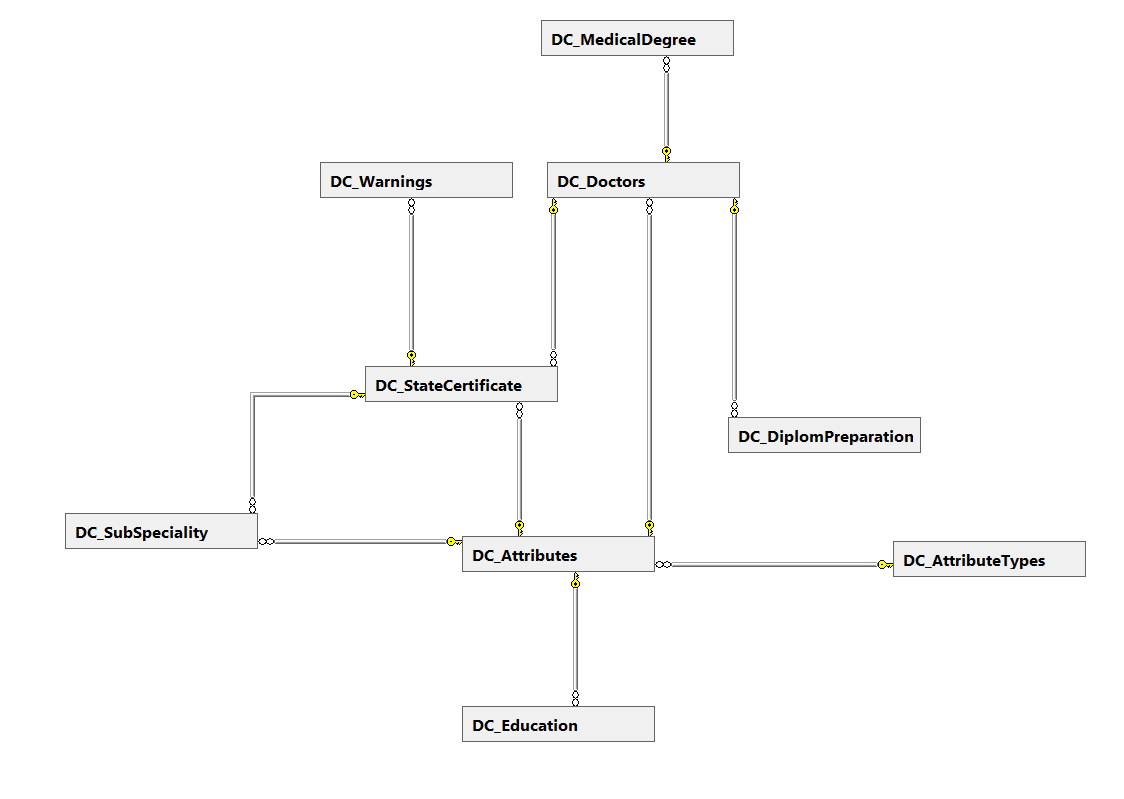 DC_MedicalDegree
DC_Warnings
DC_Doctors
DC_StateCertificate
DC_DiplomPreparation
DC_SubSpeciality
DC_Attributes
DC_AttributeTypes
DC_Education